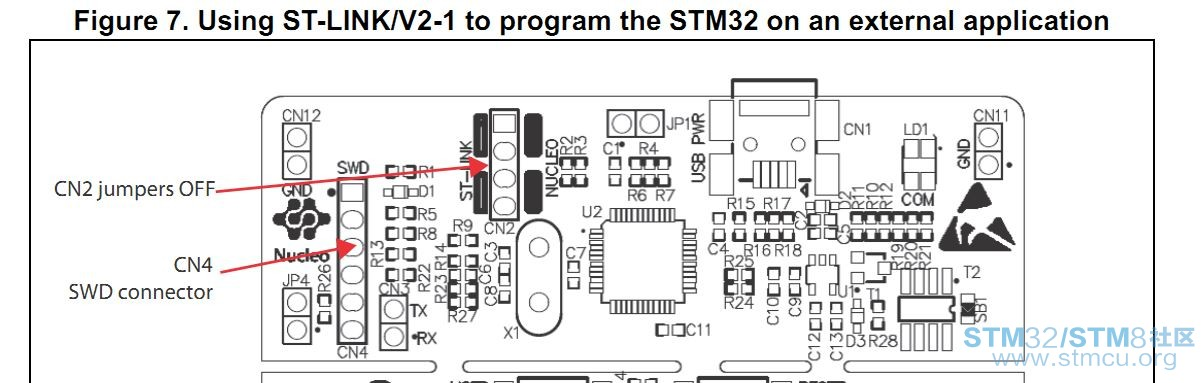 Figure 7. Using ST-LINK/V2-1 to program the STM32 on an external application
CN12
GND
SWD
R1
D1
R5
R8
R13
R22
ST-LINK
NUCLEO
CN2
R2
R3
C1
JP1
R4
R6 R7
USB PWR
CN1
LD1
COM
CN11
GND
CN2 jumpers OFF
CN4
SWD connector
Nucleo
JP4
R26
CN4
CN3
TX
RX
R9
R14
R23
R27
C3
C6
C8
X1
C7
U2
C11
R15 R17
C4
R16 R18
R25
R24
C2
D2
C5
R11
R10
R12
R19
R20
R21
C10
C9
U1
T1
T2
SB1
C12
C13
D3 R28
STM32/STM8社区
www.stmcu.org